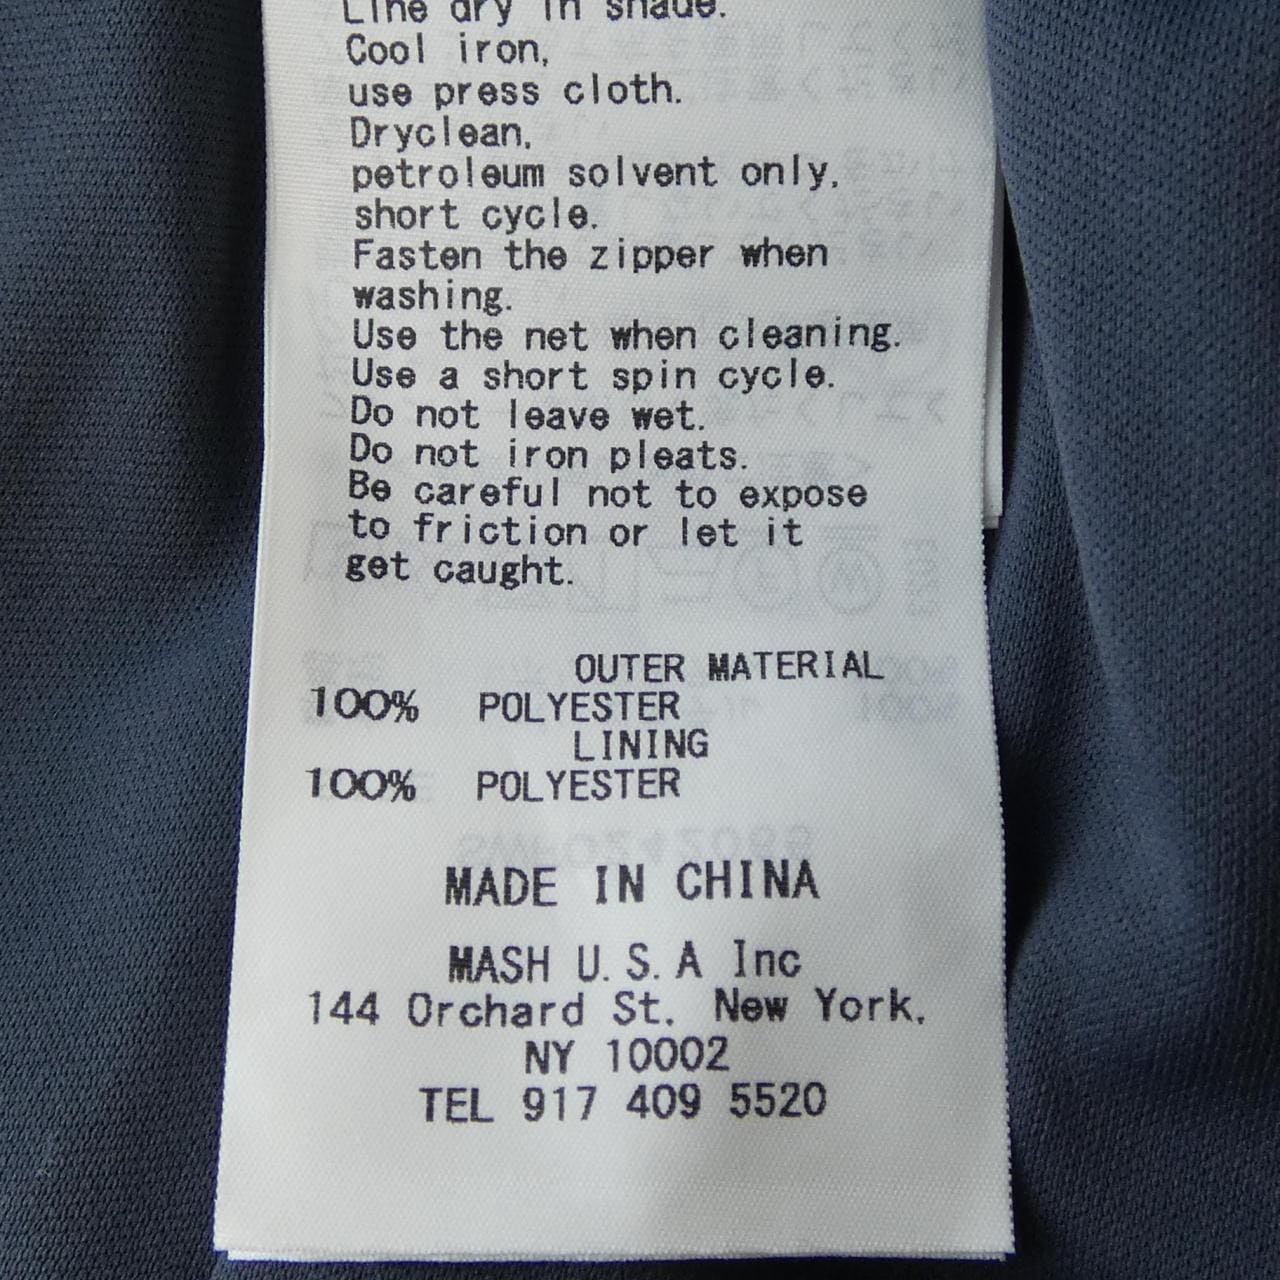 Line dry in shade.
Cool iron,
use press cloth.
Dryclean,
petroleum solvent only,
short cycle.
Fasten the zipper when
washing.
Use the net when cleaning.
Use a short spin cycle.
Do not leave wet.
Do not iron pleats.
Be careful not to expose
to friction or let it
get caught.
OUTER MATERIAL
100% POLYESTER
LINING
100% POLYESTER
MADE IN CHINA
MASH U.S.A Inc
144 Orchard St. New York,
NY 10002
TEL 917 409 5520